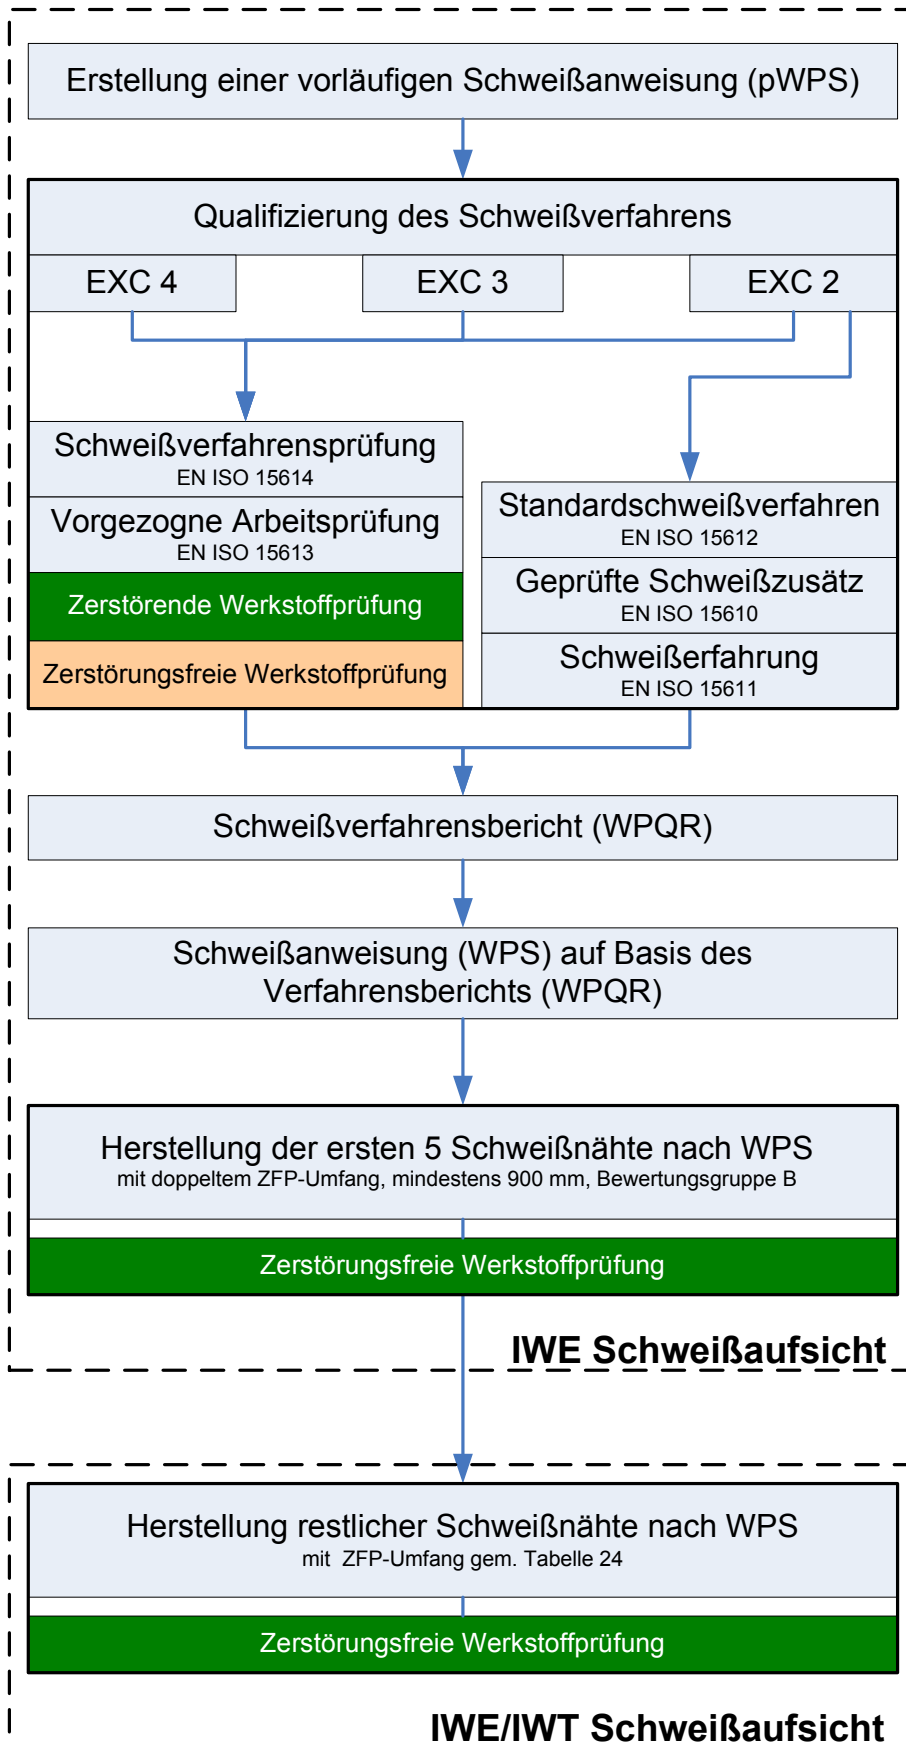 Erstellung einer vorläufigen Schweißanweisung (pWPS)
Qualifizierung des Schweißverfahrens
EXC 4
EXC 3
EXC 2
Schweißverfahrensprüfung
EN ISO 15614
Vorgezogne Arbeitsprüfung
EN ISO 15613
Zerstörende Werkstoffprüfung
Zerstörungsfreie Werkstoffprüfung
Standardschweißverfahren
EN ISO 15612
Geprüfte Schweißzusätz
EN ISO 15610
Schweißerfahrung
EN ISO 15611
Schweißverfahrensbericht (WPQR)
Schweißanweisung (WPS) auf Basis des
Verfahrensberichts (WPQR)
Herstellung der ersten 5 Schweißnähte nach WPS
mit doppeltem ZFP-Umfang, mindestens 900 mm, Bewertungsgruppe B
Zerstörungsfreie Werkstoffprüfung
IWE Schweißaufsicht
Herstellung restlicher Schweißnähte nach WPS
mit ZFP-Umfang gem. Tabelle 24
Zerstörungsfreie Werkstoffprüfung
IWE/IWT Schweißaufsicht